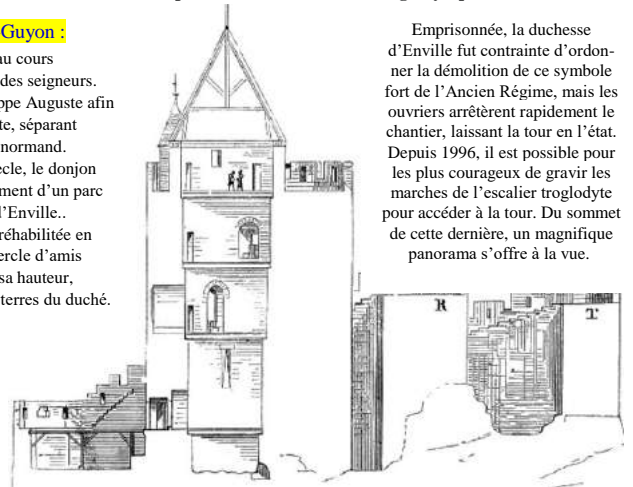 Guyon :
au cours
des seigneurs.
ppe Auguste afin
te, séparant
normand.
ecle, le donjon
ment d'un parc
d'Enville..
réhabilitée en
ercle d'amis
sa hauteur,
terres du duché.
Emprisonnée, la duchesse
d'Enville fut contrainte d'ordon-
ner la démolition de ce symbole
fort de l'Ancien Régime, mais les
ouvriers arrêtèrent rapidement le
chantier, laissant la tour en l'état.
Depuis 1996, il est possible pour
les plus courageux de gravir les
marches de l'escalier troglodyte
pour accéder à la tour. Du sommet
de cette dernière, un magnifique
panorama s'offre à la vue.
R
T